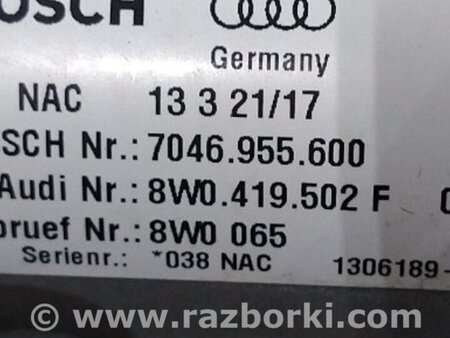 OSCH
Germany
NAC 13 3 21/17
SCH Nr.: 7046.955.600
Audi Nr.: 8W0.419.502 F
pruef Nr.: 8W0 065
Serienr.: *038 NAC 1306189-
© www.razborki.com